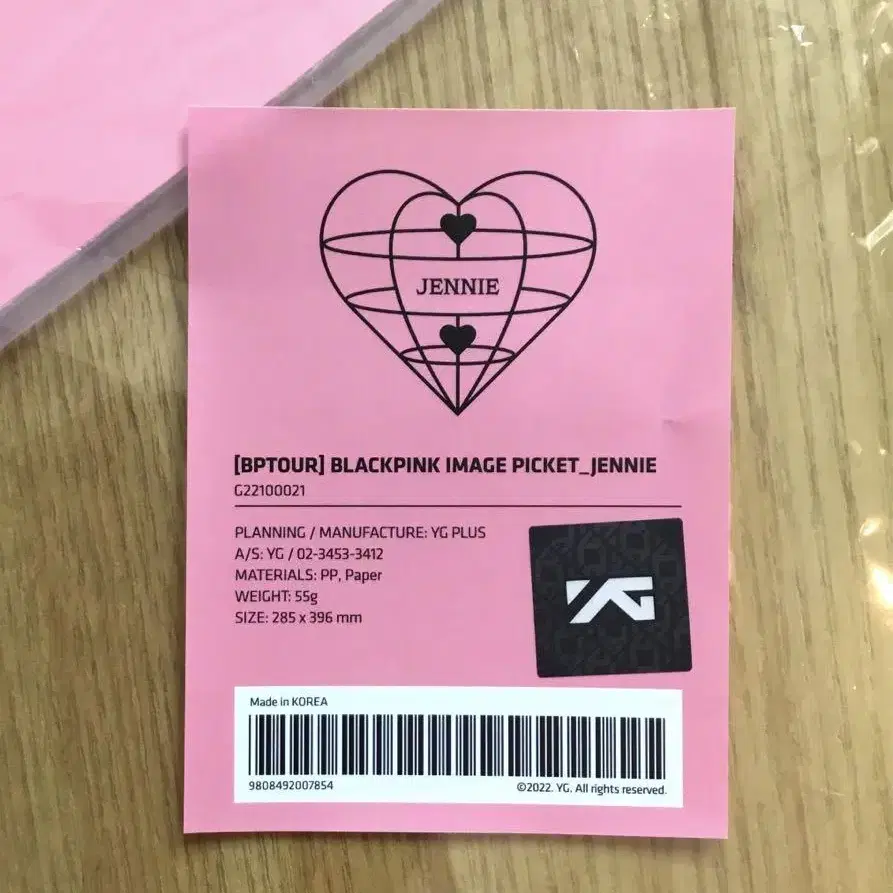 JENNIE
[BPTOUR] BLACKPINK IMAGE PICKET_JENNIE
G22100021
PLANNING / MANUFACTURE: YG PLUS
A/S: YG / 02-3453-3412
MATERIALS: PP, Paper
WEIGHT: 55g
SIZE: 285 x 396 mm
YG
Made in KOREA
9808492007854
©2022. YG. All rights reserved.